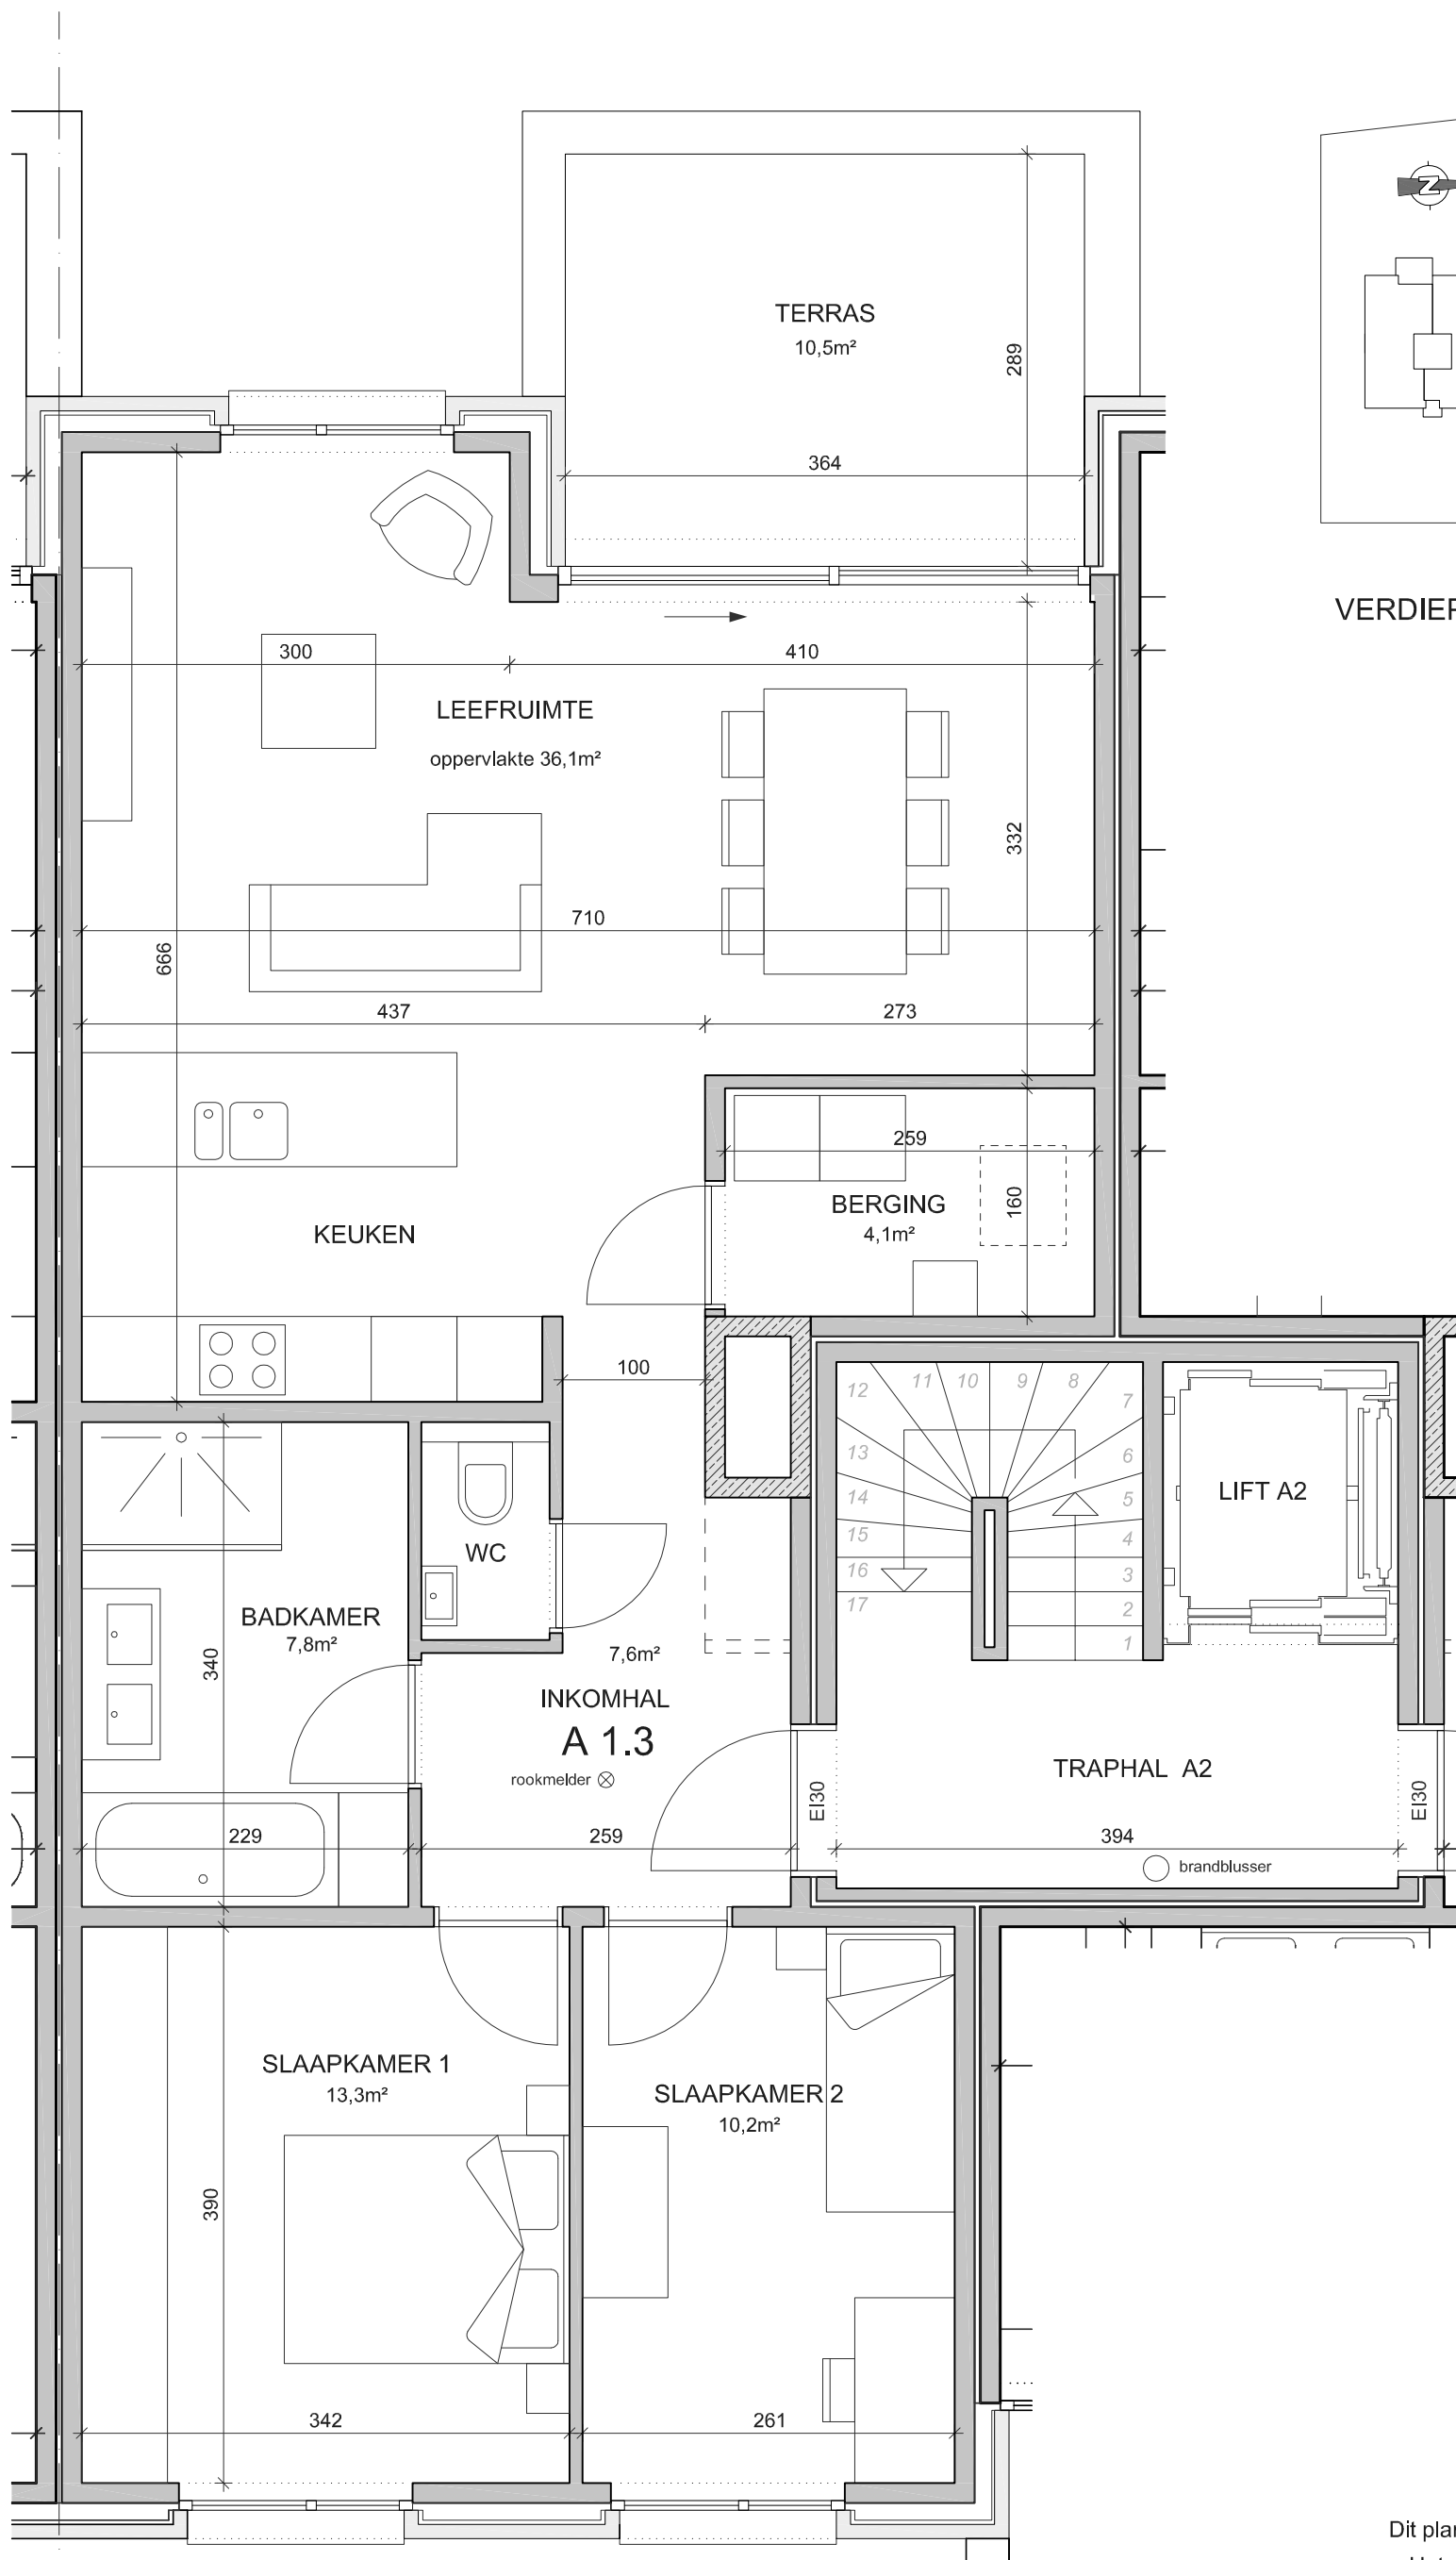 N
TERRAS
10,5m²
289
364
VERDIE
300
410
LEEFRUIMTE
oppervlakte 36,1m²
332
710
666
437
273
259
BERGING
4,1m²
160
KEUKEN
100
12
11
10
9
8
7
13
6
14
5
15
4
16
3
17
2
1
LIFT A2
WC
BADKAMER
7,8m²
340
7,6m²
INKOMHAL
A 1.3
rookmelder
EI30
TRAPHAL A2
EI30
229
259
394
brandblusser
SLAAPKAMER 1
13,3m²
SLAAPKAMER 2
10,2m²
390
342
261
Dit plan